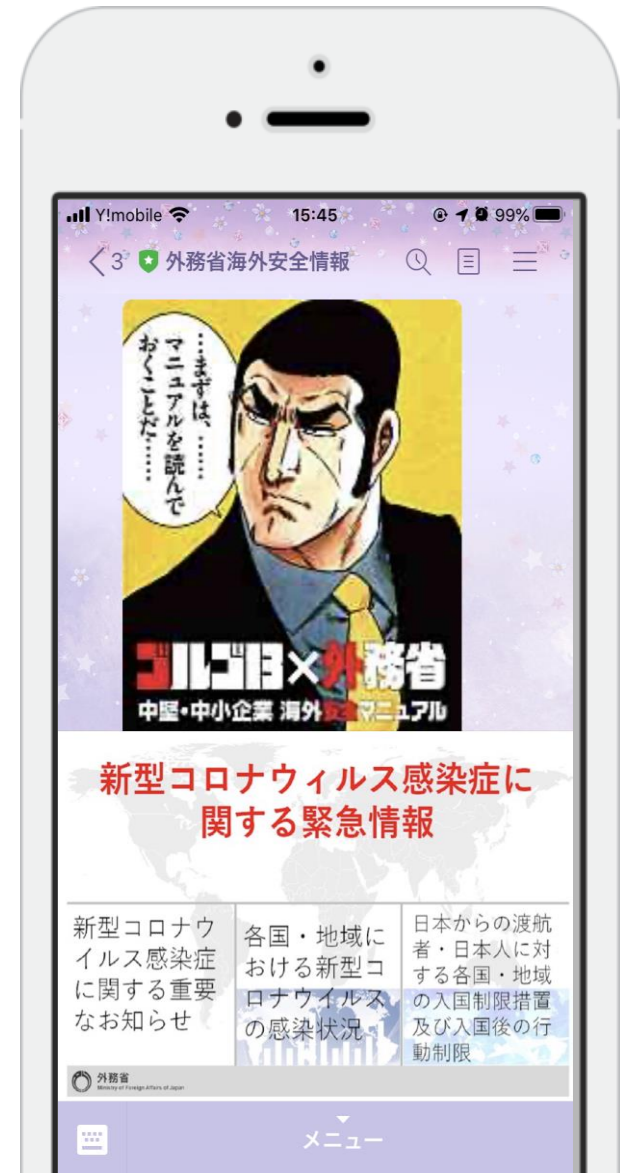 Y!mobile 15:45 99%
3 外務省海外安全情報
…まずは、……
マニュアルを読んで
おくことだ……
ゴルゴ13×外務省
中堅・中小企業 海外安全マニュアル
新型コロナウィルス感染症に
関する緊急情報
新型コロナウ
イルス感染症
に関する重要
なお知らせ
各国・地域に
おける新型コ
ロナウイルス
の感染状況
日本からの渡航
者・日本人に対
する各国・地域
の入国制限措置
及び入国後の行
動制限
外務省
Ministry of Foreign Affairs of Japan
メニュー